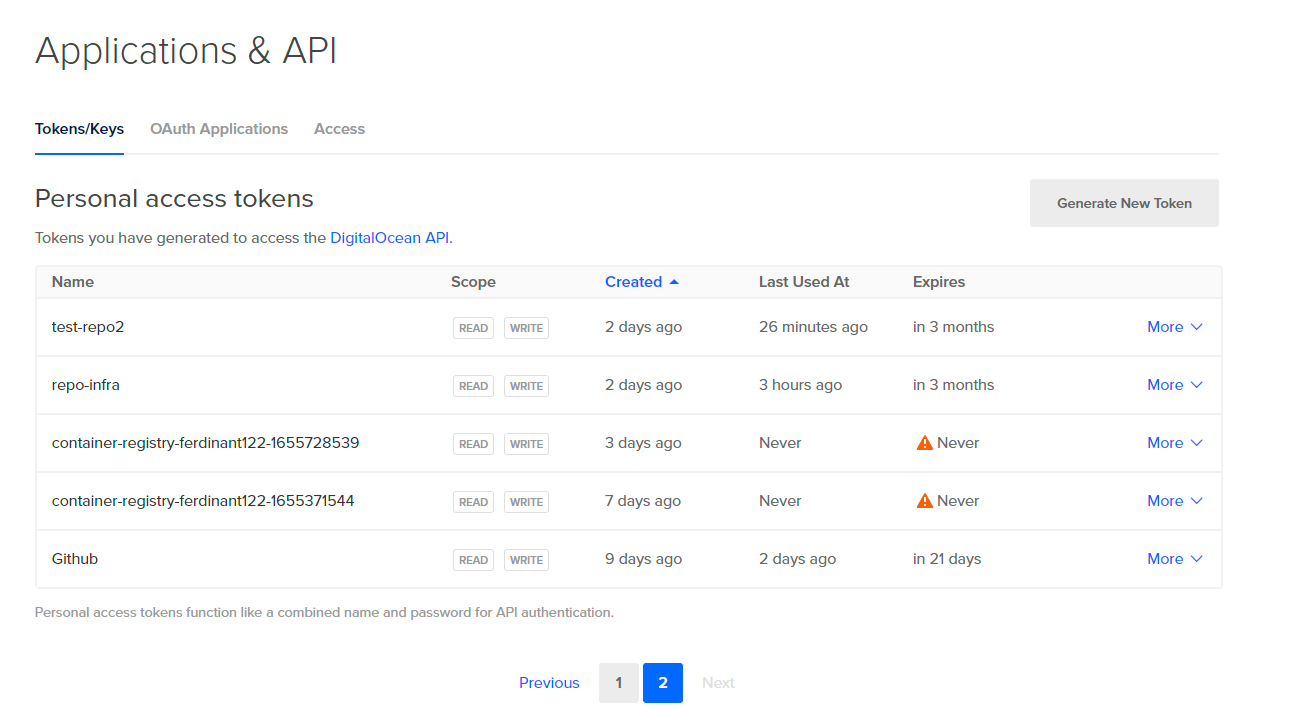 Applications & API
Tokens/Keys OAuth Applications Access
Personal access tokens
Generate New Token
Tokens you have generated to access the DigitalOcean API.
Name Scope Created Last Used At Expires
test-repo2 READ WRITE 2 days ago 26 minutes ago in 3 months More
repo-infra READ WRITE 2 days ago 3 hours ago in 3 months More
container-registry-ferdinant122-1655728539 READ WRITE 3 days ago Never Never More
container-registry-ferdinant122-1655371544 READ WRITE 7 days ago Never Never More
Github READ WRITE 9 days ago 2 days ago in 21 days More
Personal access tokens function like a combined name and password for API authentication.
Previous 1 2 Next